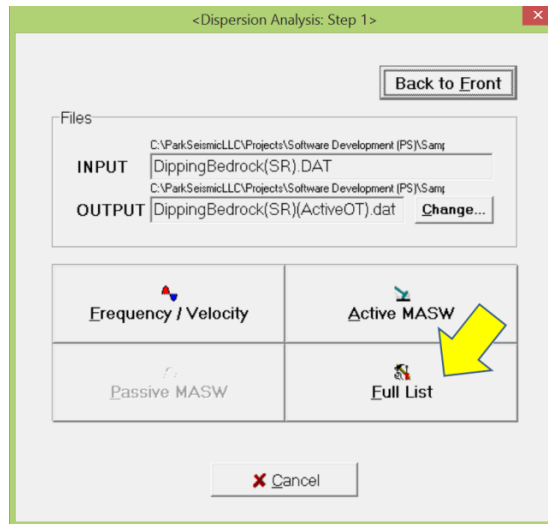 <Dispersion Analysis: Step 1>
Back to Front
Files
C:\ParkSeismicLLC\Projects\Software Development (PS)\Samp
INPUT DippingBedrock(SR).DAT
C:\ParkSeismicLLC\Projects\Software Development (PS)\Samp
OUTPUT DippingBedrock(SR)(ActiveOT).dat Change...
Frequency / Velocity Active MASW
Passive MASW Full List
Cancel